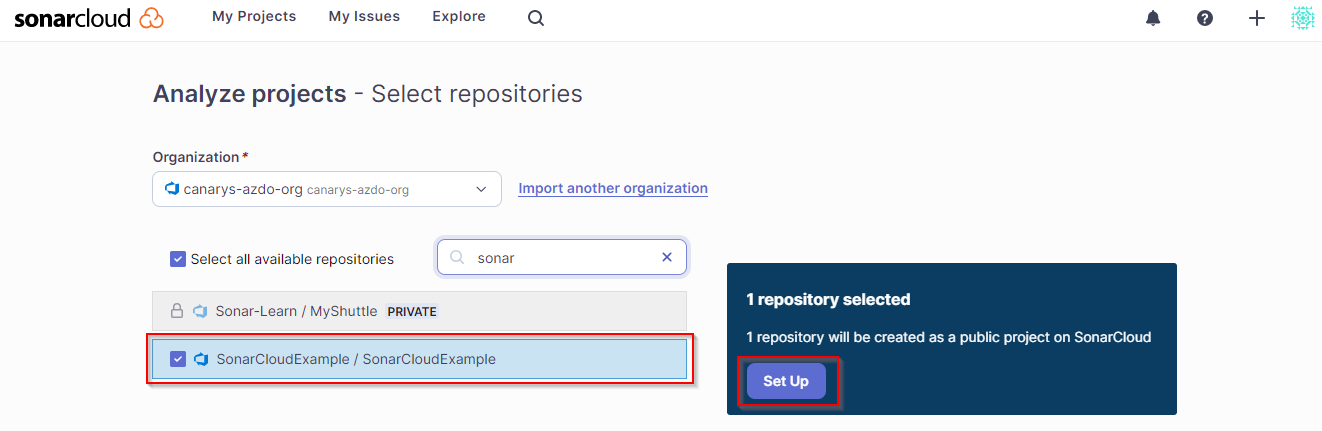 sonarcloud My Projects My Issues Explore
Analyze projects - Select repositories
Organization *
canarys-azdo-org canarys-azdo-org Import another organization
Select all available repositories sonar
Sonar-Learn / MyShuttle PRIVATE
SonarCloudExample / SonarCloudExample
1 repository selected
1 repository will be created as a public project on SonarCloud
Set Up